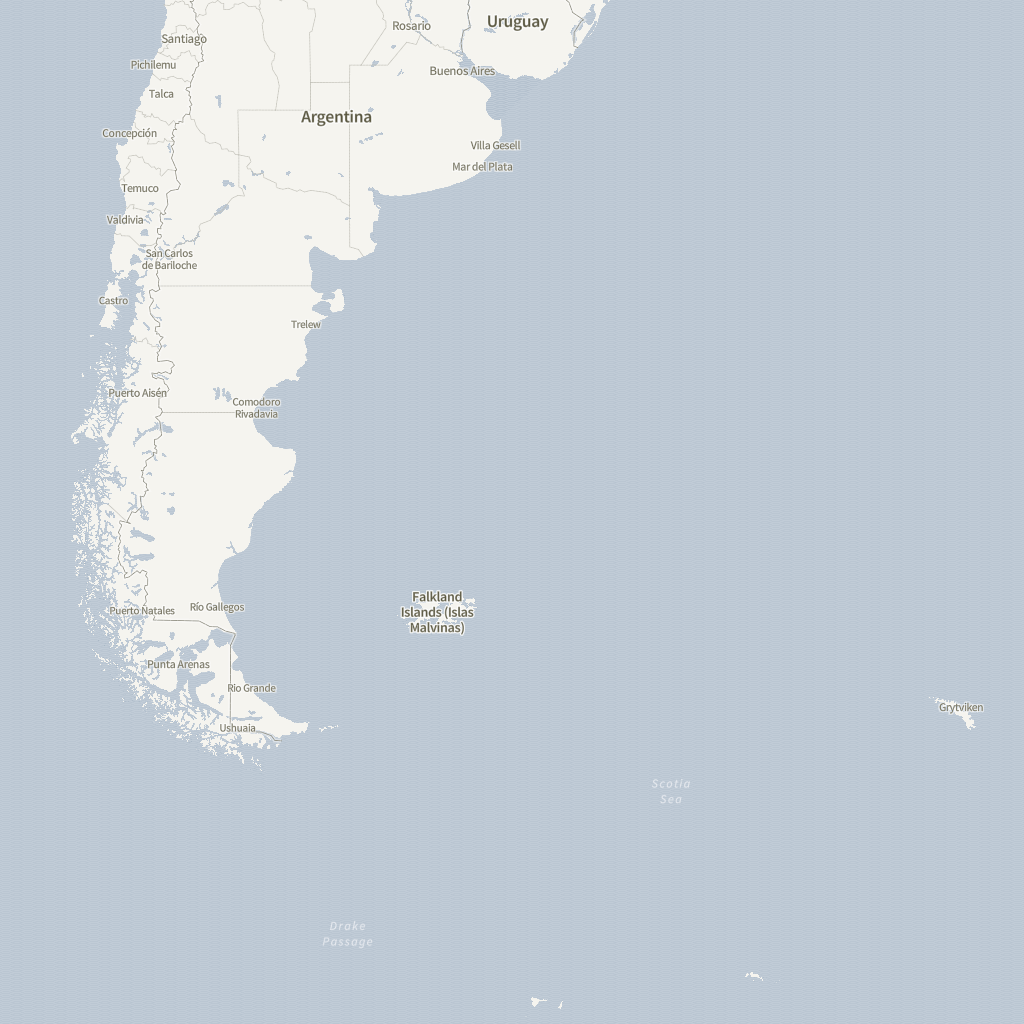 Uruguay
Rosario
Santiago
Pichilemu
Buenos Aires
Talca
Argentina
Concepción
Villa Gesell
Mar del Plata
Temuco
Valdivia
San Carlos
de Bariloche
Castro
Trelew
Puerto Aisén
Comodoro
Rivadavia
Falkland
Islands (Islas
Malvinas)
Puerto Natales
Río Gallegos
Punta Arenas
Rio Grande
Grytviken
Ushuaia
Scotia
Sea
Drake
Passage